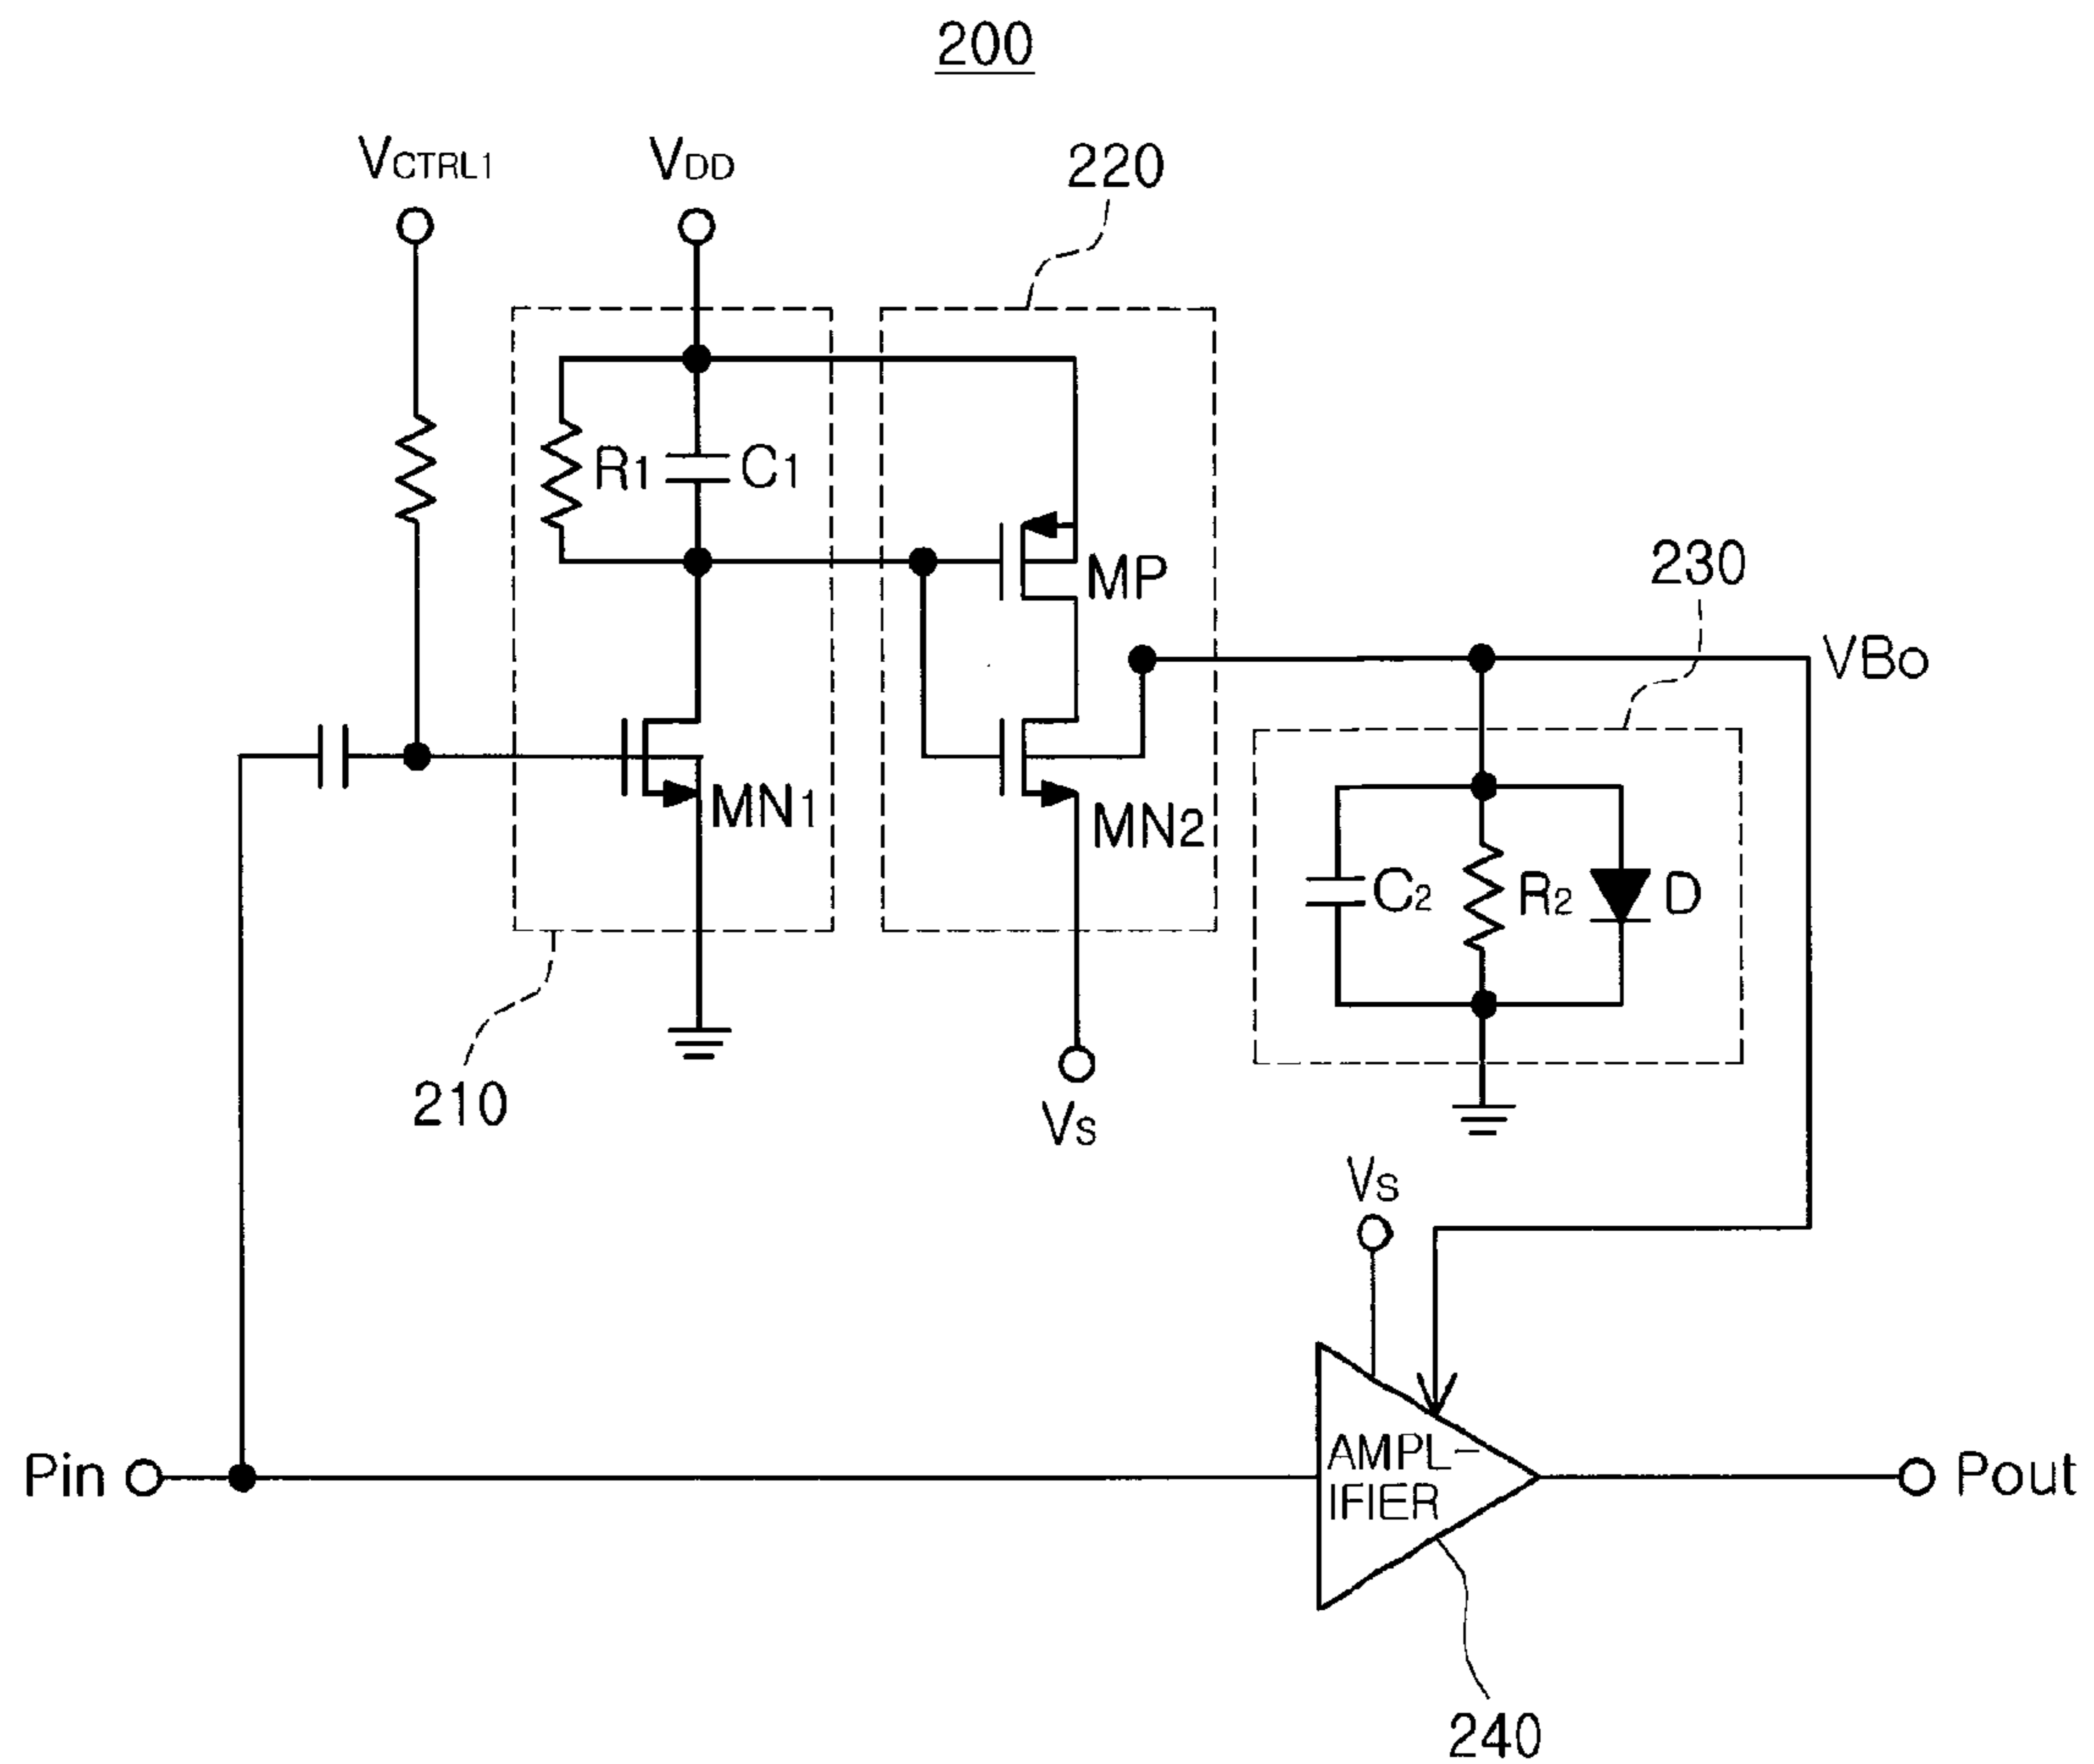 200
VCTRL1
VDD
220
R1
C1
MP
230
VBo
MN1
MN2
C2
R2
D
210
Vs
Vs
Pin
AMPL-
IFIER
Pout
240